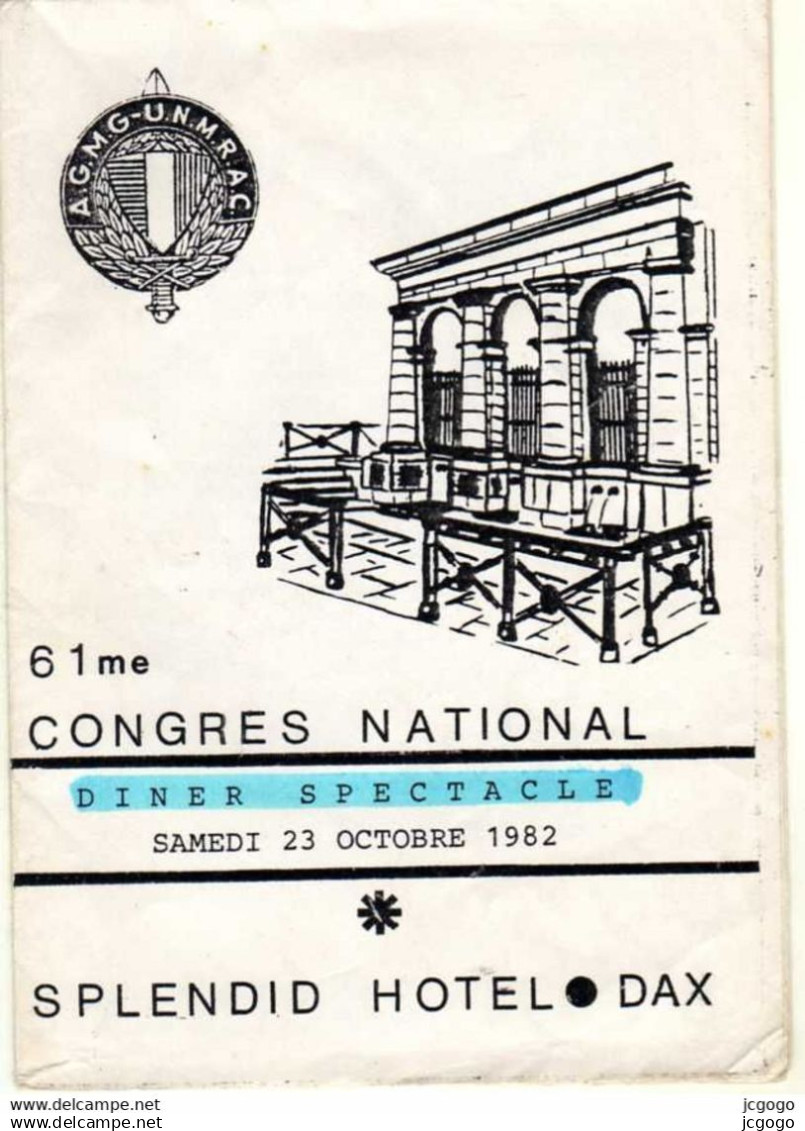 A.G.M.G-U.N.M.R.A.C.
61me
CONGRES NATIONAL
DINER SPECTACLE
SAMEDI 23 OCTOBRE 1982
SPLENDID HOTEL ● DAX
jcgogo
www.delcampe.net
jcgogo
www.delcampe.net